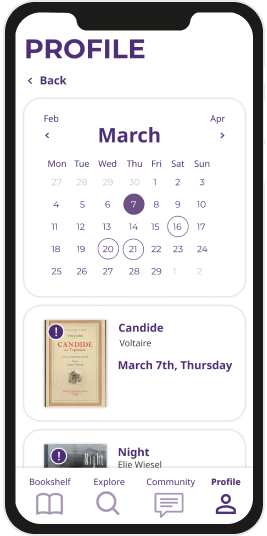 PROFILE
‹ Back
Feb Apr
‹ March ›
Mon Tue Wed Thu Fri Sat Sun
27 28 29 30 1 2 3
4 5 6 7 8 9 10
11 12 13 14 15 16 17
18 19 20 21 22 23 24
25 26 27 28 29 1 2
!
VOLTAIRE
CANDIDE
Candide
Voltaire
March 7th, Thursday
!
Night
Night
Elie Wiesel
Bookshelf Explore Community Profile